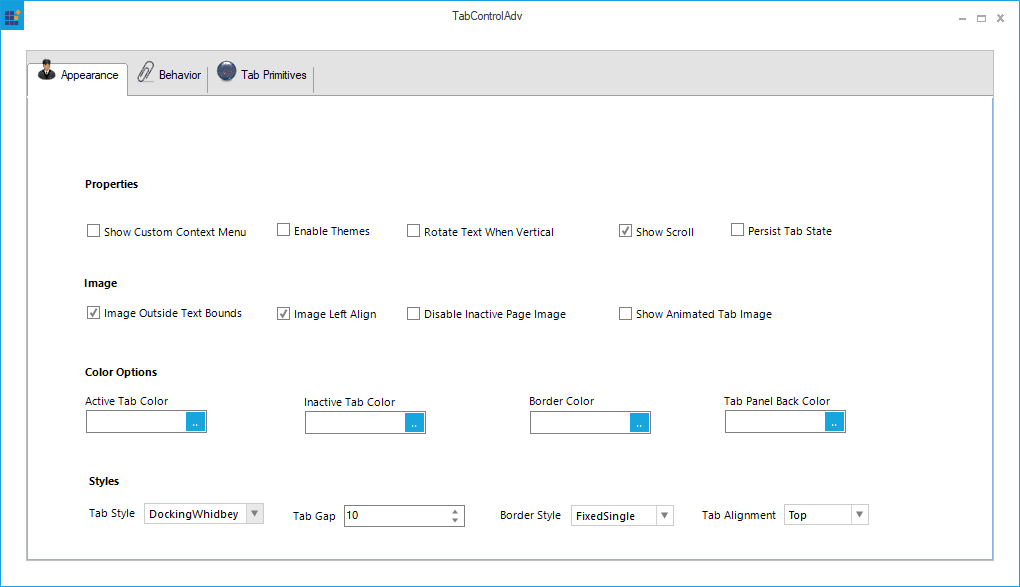 TabControlAdv
Appearance Behavior Tab Primitives
Properties
Show Custom Context Menu Enable Themes Rotate Text When Vertical Show Scroll Persist Tab State
Image
Image Outside Text Bounds Image Left Align Disable Inactive Page Image Show Animated Tab Image
Color Options
Active Tab Color Inactive Tab Color Border Color Tab Panel Back Color
.. .. .. ..
Styles
Tab Style DockingWhidbey Tab Gap 10 Border Style FixedSingle Tab Alignment Top